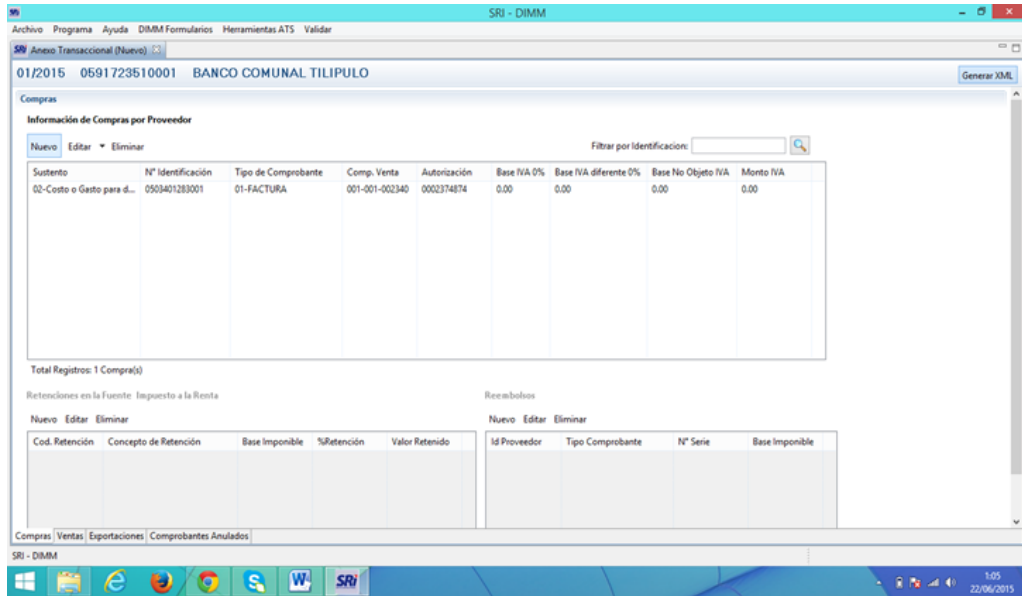 SRI - DIMM
Archivo Programa Ayuda DIMM Formularios Herramientas ATS Validar
SRI Anexo Transaccional (Nuevo)
01/2015 0591723510001 BANCO COMUNAL TILIPULO Generar XML
Compras
Información de Compras por Proveedor
Nuevo Editar Eliminar Filtrar por Identificacion:
Sustento N° Identificación Tipo de Comprobante Comp. Venta Autorización Base IVA 0% Base IVA diferente 0% Base No Objeto IVA Monto IVA
02-Costo o Gasto para d... 0503401283001 01-FACTURA 001-001-002340 0002374874 0.00 0.00 0.00 0.00
Total Registros: 1 Compra(s)
Retenciones en la Fuente Impuesto a la Renta Reembolsos
Nuevo Editar Eliminar Nuevo Editar Eliminar
Cod. Retención Concepto de Retención Base Imponible %Retención Valor Retenido Id Proveedor Tipo Comprobante N° Serie Base Imponible
Compras Ventas Exportaciones Comprobantes Anulados
SRI - DIMM
SRi 1:05
22/06/2015